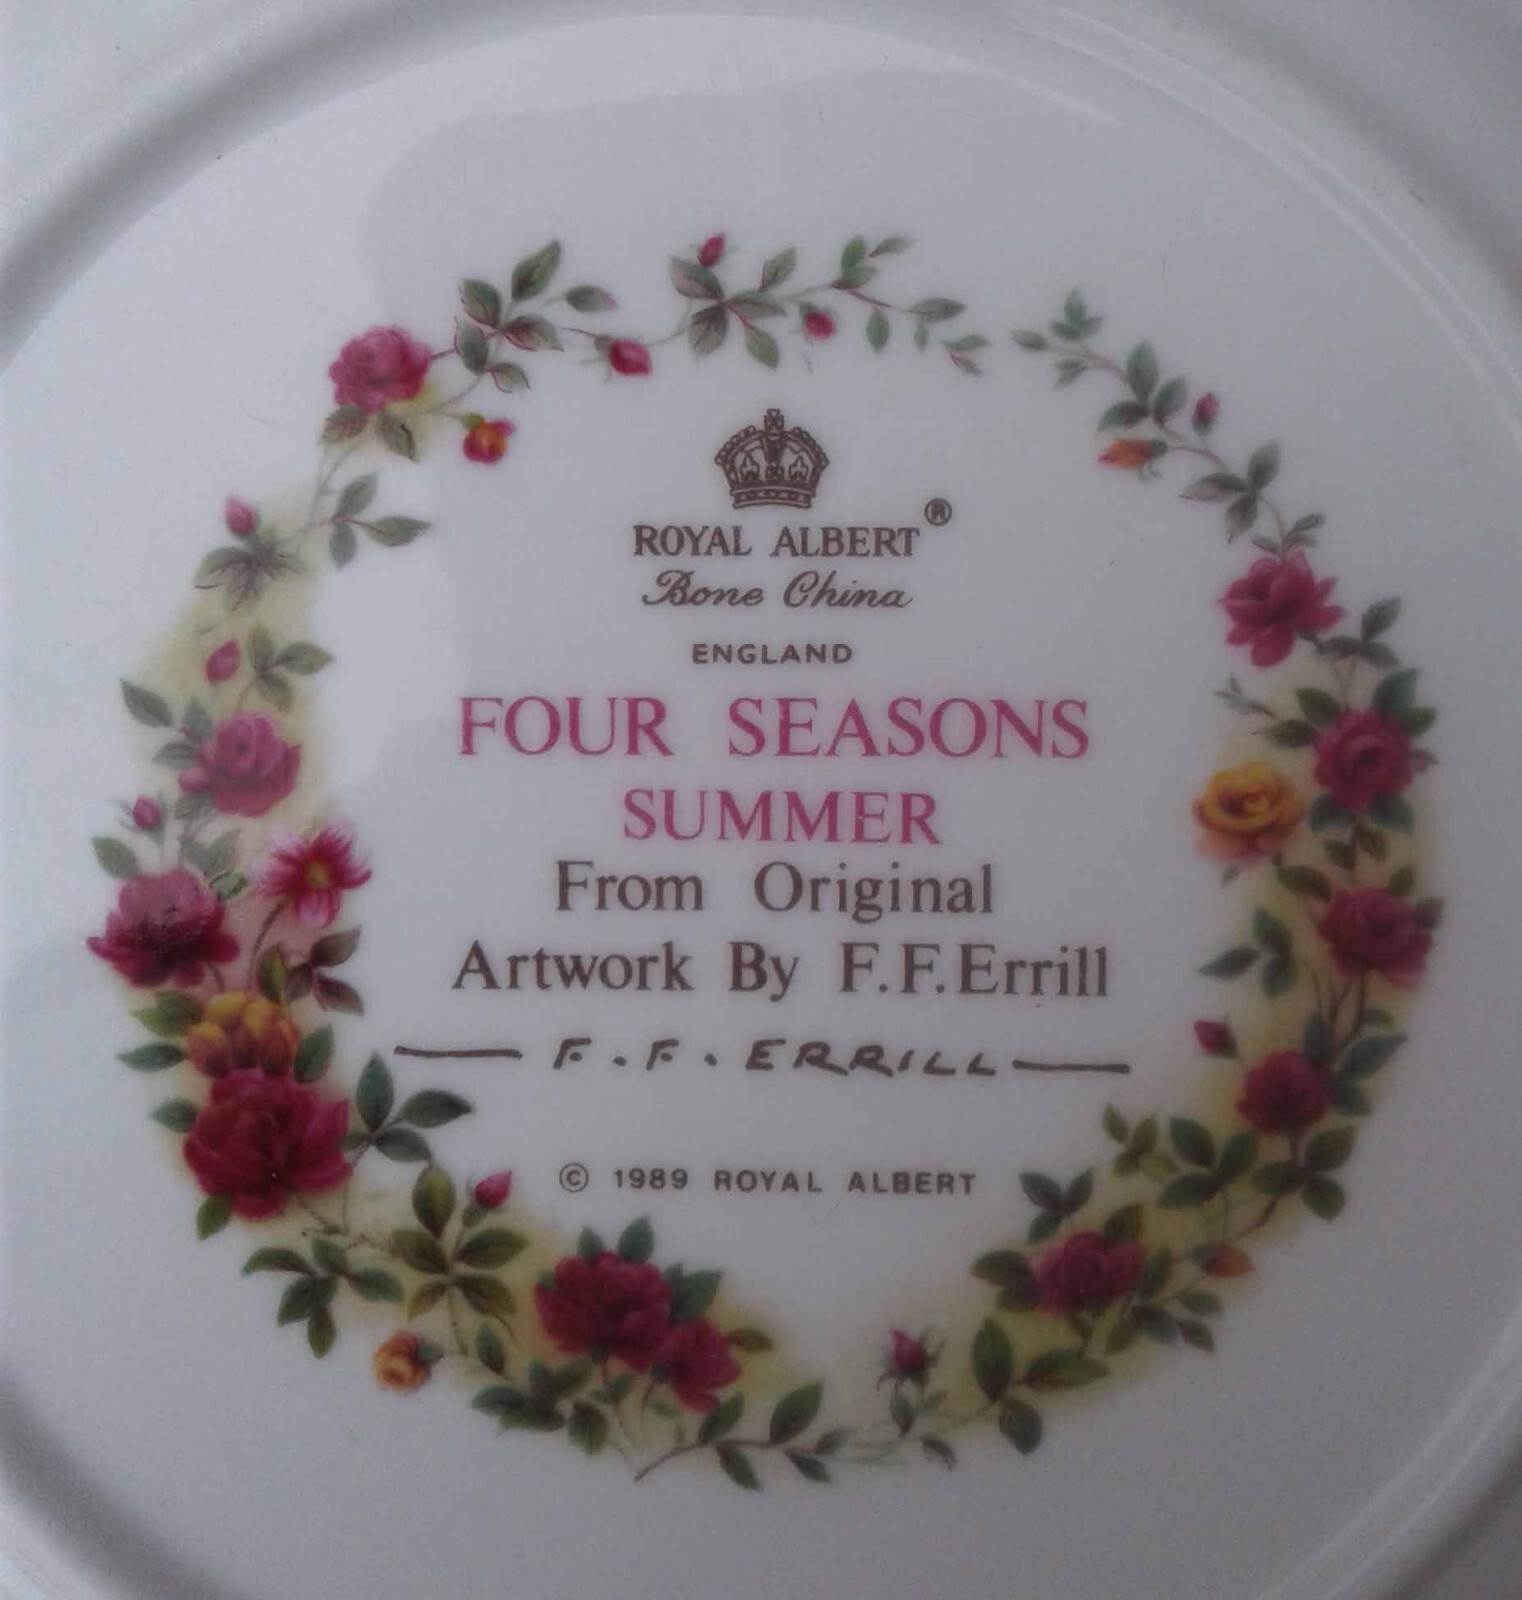 ROYAL ALBERT®
Bone China
ENGLAND
FOUR SEASONS
SUMMER
From Original
Artwork By F.F.Errill
F.F.ERRILL
© 1989 ROYAL ALBERT